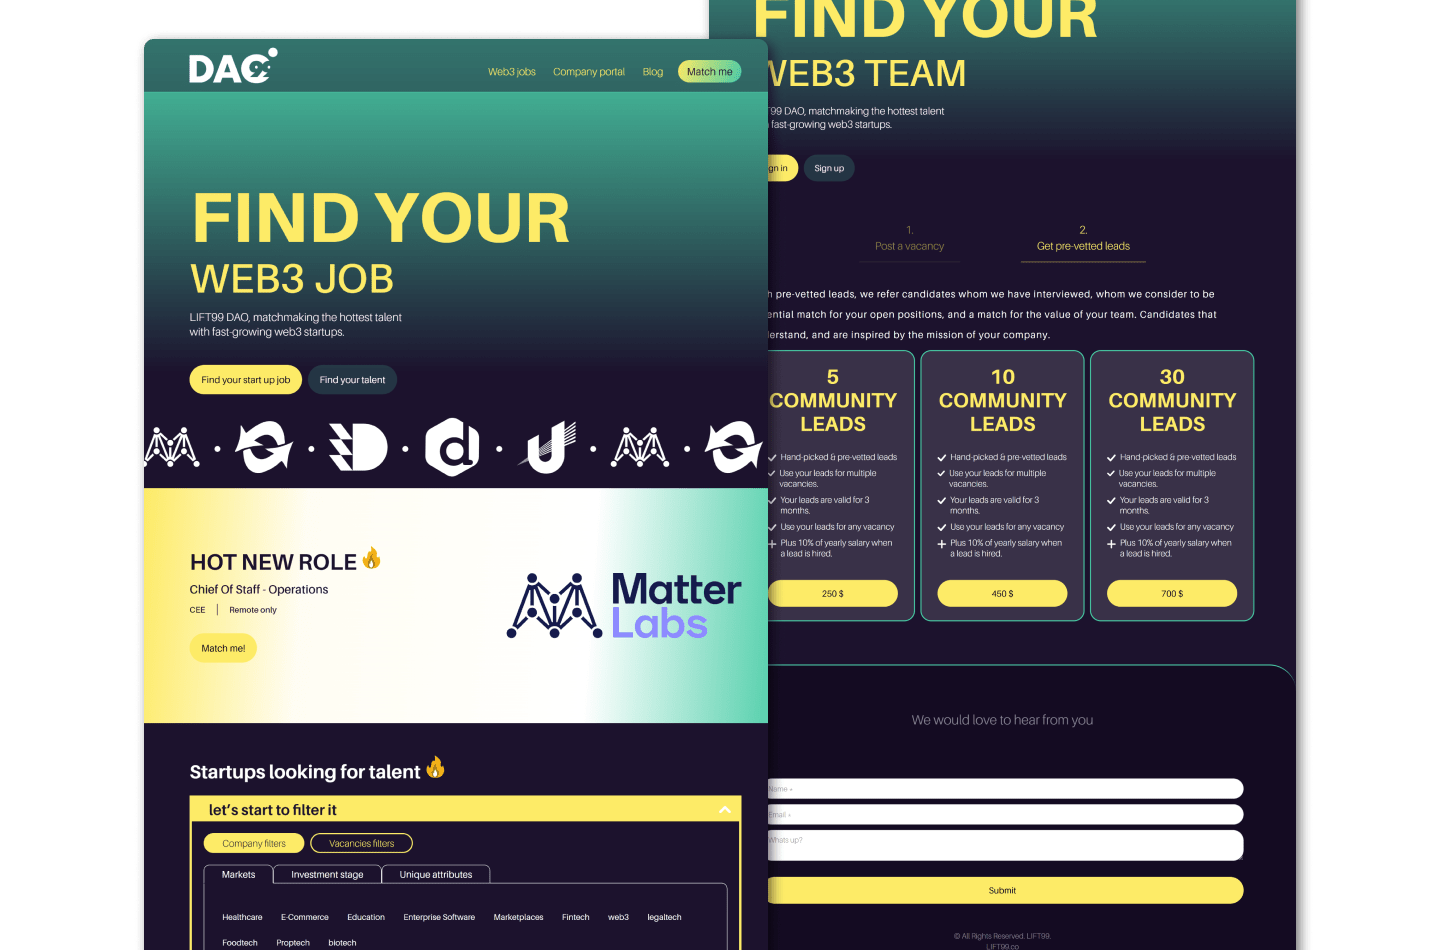 DAO
Web3 jobs
Company portal
Blog
Match me
FIND YOUR
WEB3 JOB
LIFT99 DAO, matchmaking the hottest talent
with fast-growing web3 startups.
Find your start up job
Find your talent
HOT NEW ROLE
Chief Of Staff - Operations
CEE
Remote only
Match me!
Matter
Labs
Startups looking for talent
let's start to filter it
Company filters
Vacancies filters
Markets
Investment stage
Unique attributes
Healthcare
E-Commerce
Education
Enterprise Software
Marketplaces
Fintech
web3
legaltech
Foodtech
Proptech
biotech
FIND YOUR
WEB3 TEAM
T99 DAO, matchmaking the hottest talent
fast-growing web3 startups.
gn in
Sign up
1.
Post a vacancy
2.
Get pre-vetted leads
h pre-vetted leads, we refer candidates whom we have interviewed, whom we consider to be
ential match for your open positions, and a match for the value of your team. Candidates that
lerstand, and are inspired by the mission of your company.
5
COMMUNITY
LEADS
Hand-picked & pre-vetted leads
Use your leads for multiple
vacancies.
Your leads are valid for 3
months.
Use your leads for any vacancy
Plus 10% of yearly salary when
a lead is hired.
250 $
10
COMMUNITY
LEADS
Hand-picked & pre-vetted leads
Use your leads for multiple
vacancies.
Your leads are valid for 3
months.
Use your leads for any vacancy
Plus 10% of yearly salary when
a lead is hired.
450 $
30
COMMUNITY
LEADS
Hand-picked & pre-vetted leads
Use your leads for multiple
vacancies.
Your leads are valid for 3
months.
Use your leads for any vacancy
Plus 10% of yearly salary when
a lead is hired.
700 $
We would love to hear from you
Name *
Email *
Whats up?
Submit
© All Rights Reserved. LIFT99.
LIFT99.co